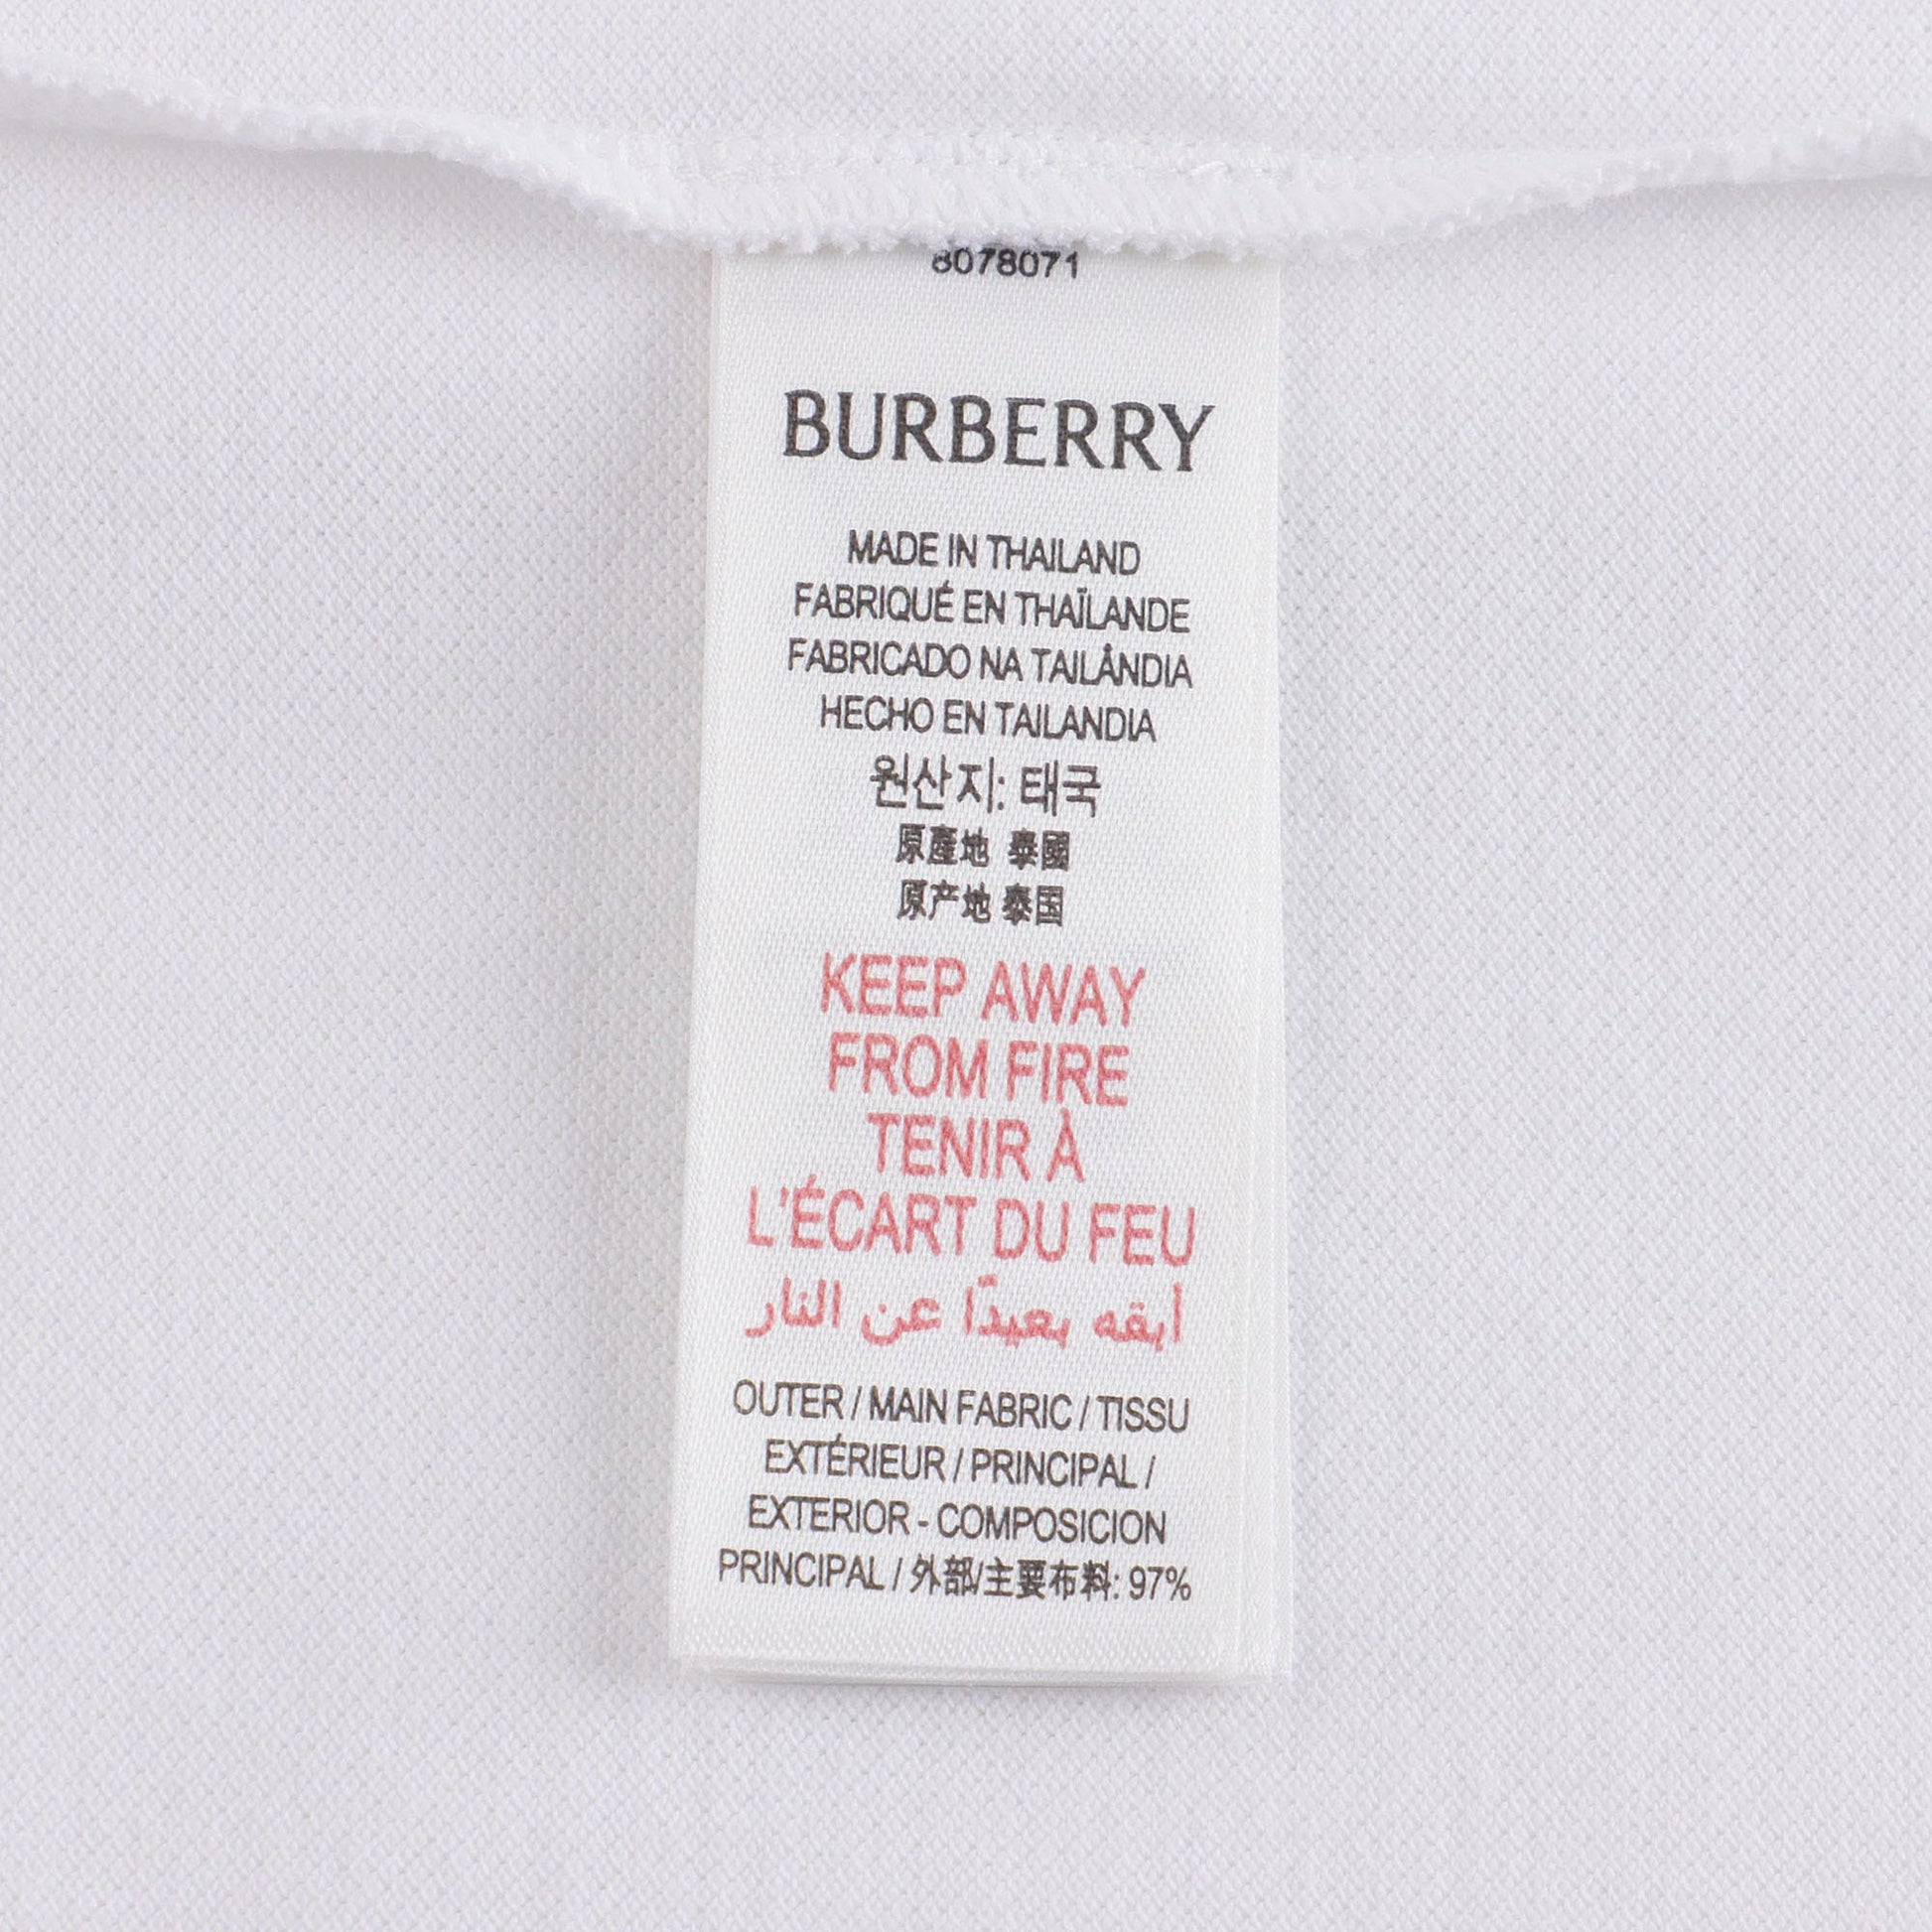 8078071
BURBERRY
MADE IN THAILAND
FABRIQUÉ EN THAÏLANDE
FABRICADO NA TAILÂNDIA
HECHO EN TAILANDIA
원산지: 태국
原產地 泰國
原产地 泰国
KEEP AWAY
FROM FIRE
TENIR À
L'ÉCART DU FEU
أبقه بعيدًا عن النار
OUTER / MAIN FABRIC / TISSU
EXTÉRIEUR / PRINCIPAL /
EXTERIOR - COMPOSICION
PRINCIPAL / 外部/主要布料: 97%